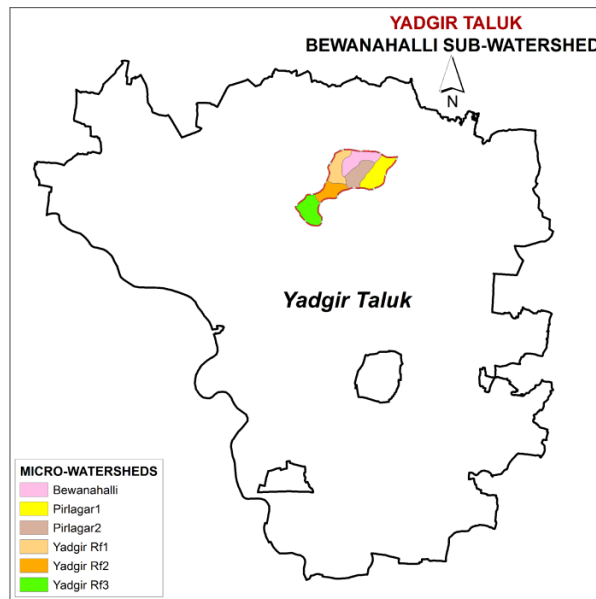 YADGIR TALUK
BEWANAHALLI SUB-WATERSHED
N
Yadgir Taluk
MICRO-WATERSHEDS
Bewanahalli
Pirlagar1
Pirlagar2
Yadgir Rf1
Yadgir Rf2
Yadgir Rf3